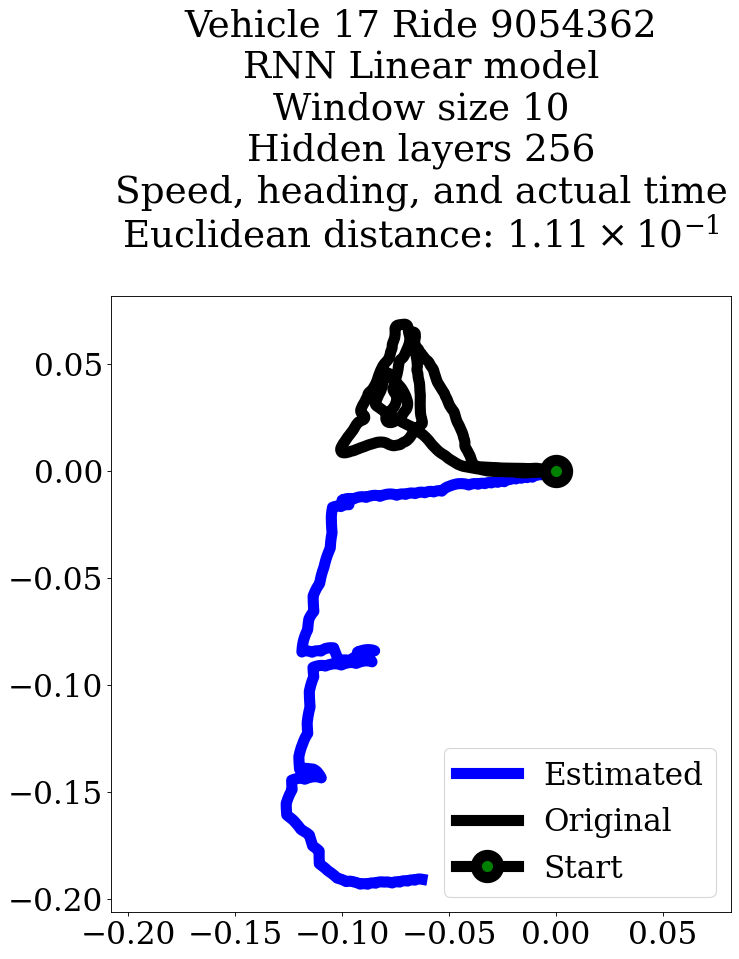 Vehicle 17 Ride 9054362
RNN Linear model
Window size 10
Hidden layers 256
Speed, heading, and actual time
Euclidean distance: 1.11 × 10⁻¹
0.05
0.00
−0.05
−0.10
−0.15
−0.20
Estimated
Original
Start
−0.20 −0.15 −0.10 −0.05 0.00 0.05